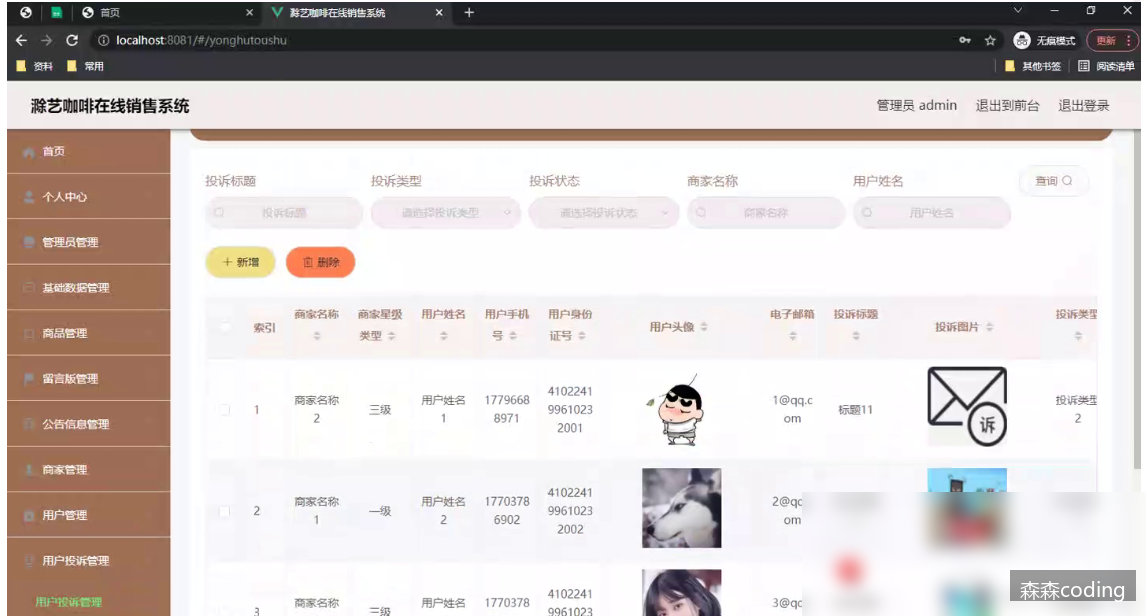 首页
滁艺咖啡在线销售系统
localhost:8081/#/yonghutoushu
无痕模式
更新
资料
常用
其他书签
阅读清单
滁艺咖啡在线销售系统
管理员 admin
退出到前台
退出登录
首页
个人中心
管理员管理
基础数据管理
商品管理
留言版管理
公告信息管理
商家管理
用户管理
用户投诉管理
用户投诉管理
投诉标题
投诉类型
投诉状态
商家名称
用户姓名
查询
投诉标题
请选择投诉类型
请选择投诉状态
商家名称
用户姓名
新增
删除
索引
商家名称
商家星级类型
用户姓名
用户手机号
用户身份证号
用户头像
电子邮箱
投诉标题
投诉图片
投诉类型
1
商家名称2
三级
用户姓名1
17796668971
410224199610232001
1@qq.com
标题11
诉
投诉类型2
2
商家名称1
一级
用户姓名2
17703786902
410224199610232002
2@qq
om
3
商家名称
三级
用户姓名
1770378
4102241
9961023
3@qq
森森coding